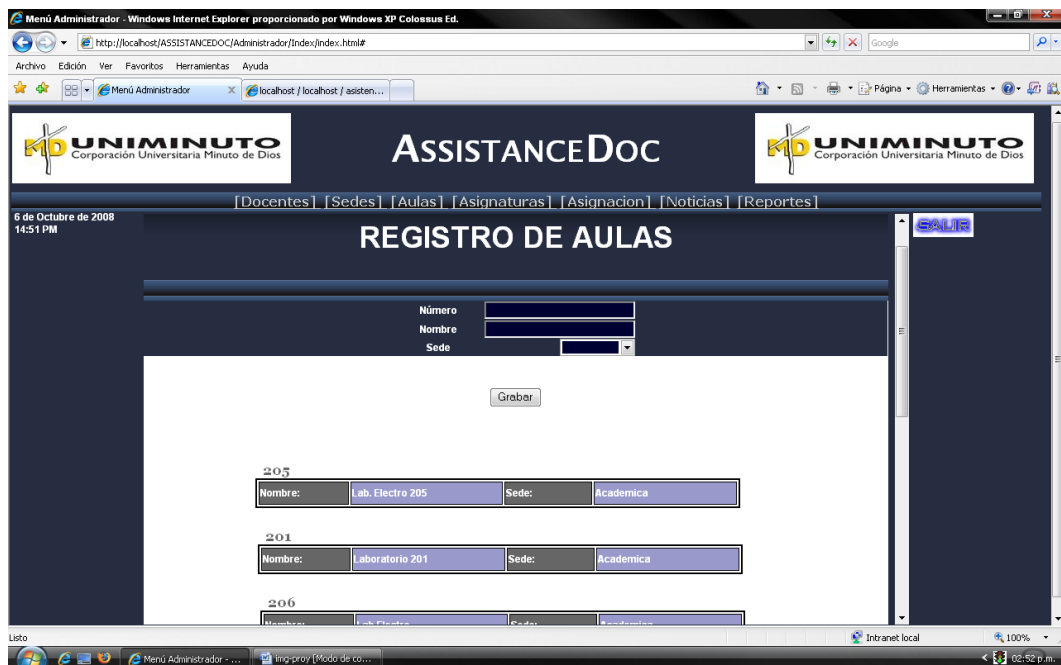 Menú Administrador - Windows Internet Explorer proporcionado por Windows XP Colossus Ed.
http://localhost/ASSISTANCEDOC/Administrador/Index/index.html#
Google
Archivo Edición Ver Favoritos Herramientas Ayuda
Menú Administrador
localhost / localhost / asisten...
Página Herramientas
UNIMINUTO
Corporación Universitaria Minuto de Dios
ASSISTANCEDOC
UNIMINUTO
Corporación Universitaria Minuto de Dios
[Docentes] [Sedes] [Aulas] [Asignaturas] [Asignacion] [Noticias] [Reportes]
6 de Octubre de 2008
14:51 PM
SALIR
REGISTRO DE AULAS
Número
Nombre
Sede
Grabar
205
Nombre: Lab. Electro 205 Sede: Academica
201
Nombre: Laboratorio 201 Sede: Academica
206
Nombre: Lab Electro Sede: Academica
Listo
Intranet local
100%
Menú Administrador - ...
img-proy [Modo de co...
02:52 p.m.